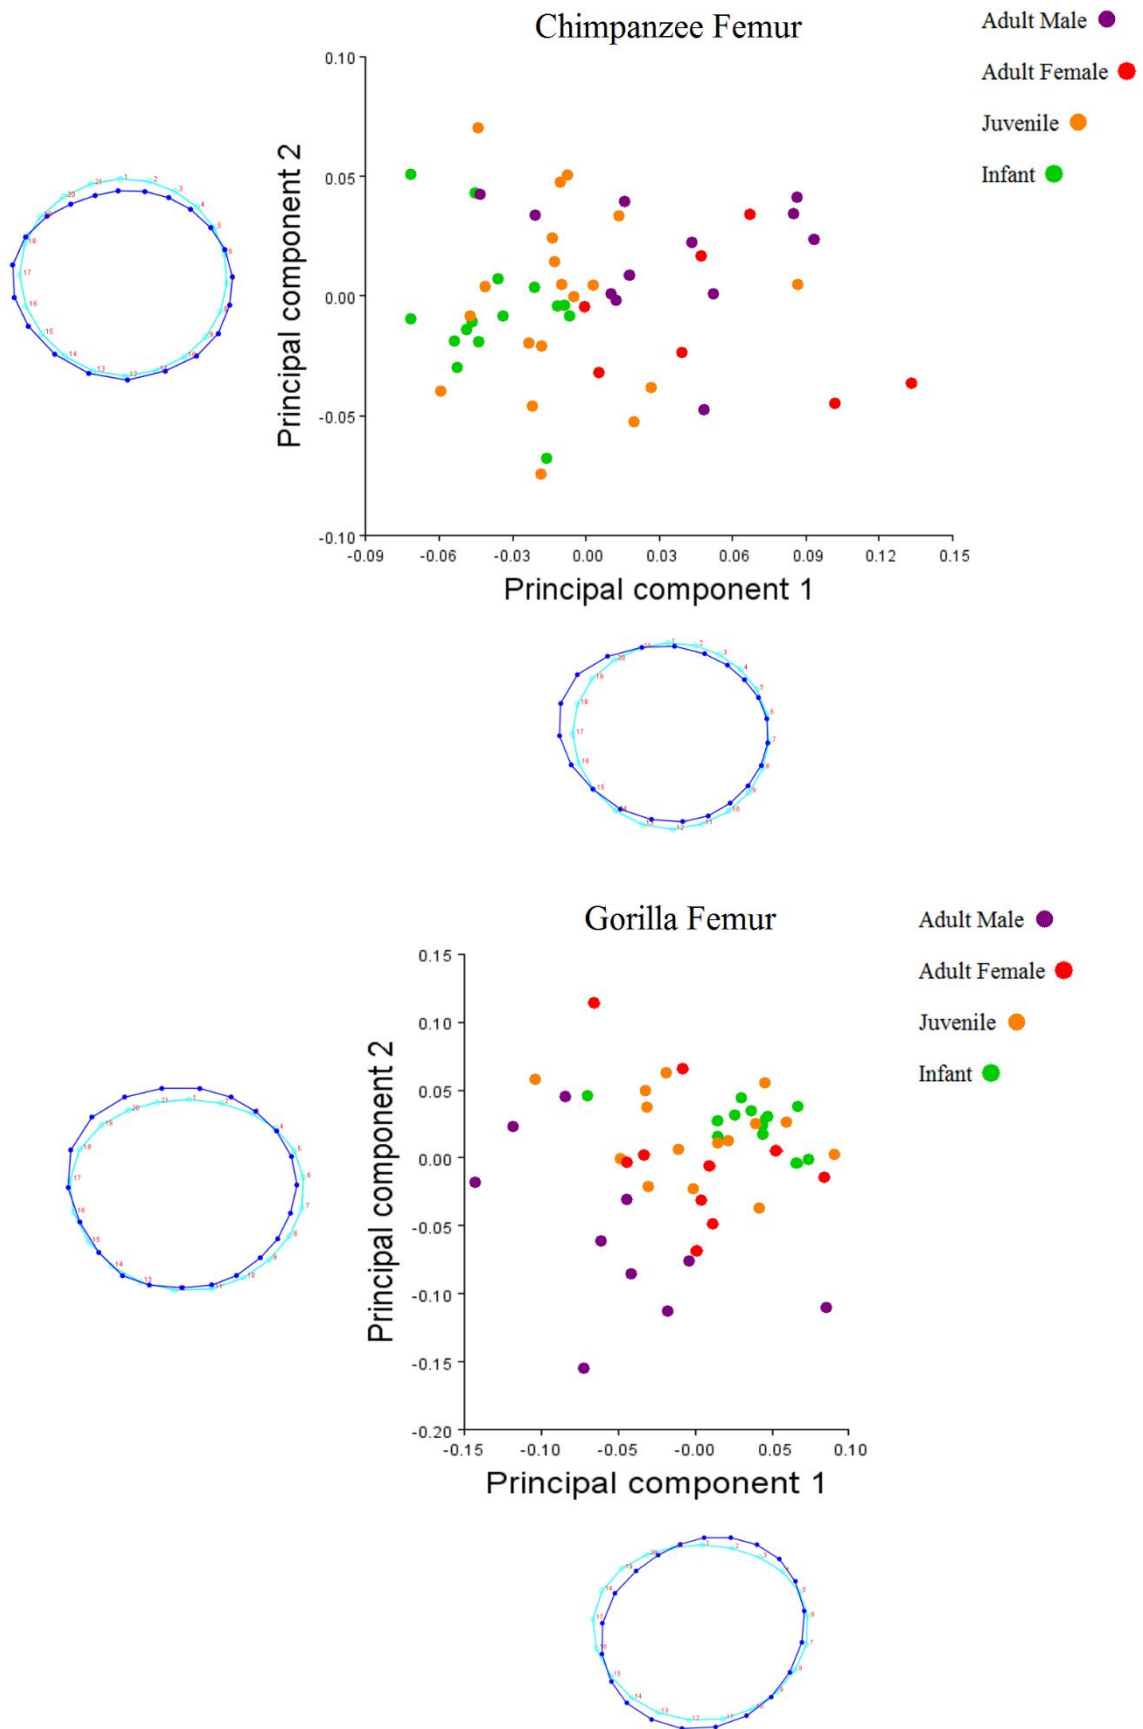 Chimpanzee Femur
Adult Male
Adult Female
Juvenile
Infant
Principal component 2
0.10
0.05
0.00
-0.05
-0.10
-0.09 -0.06 -0.03 0.00 0.03 0.06 0.09 0.12 0.15
Principal component 1
Gorilla Femur
Adult Male
Adult Female
Juvenile
Infant
Principal component 2
0.15
0.10
0.05
0.00
-0.05
-0.10
-0.15
-0.20
-0.15 -0.10 -0.05 -0.00 0.05 0.10
Principal component 1